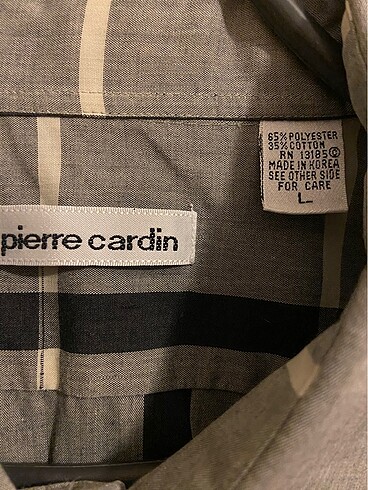 65% POLYESTER
35% COTTON
RN 13185 ©
MADE IN KOREA
SEE OTHER SIDE
FOR CARE
L
pierre cardin